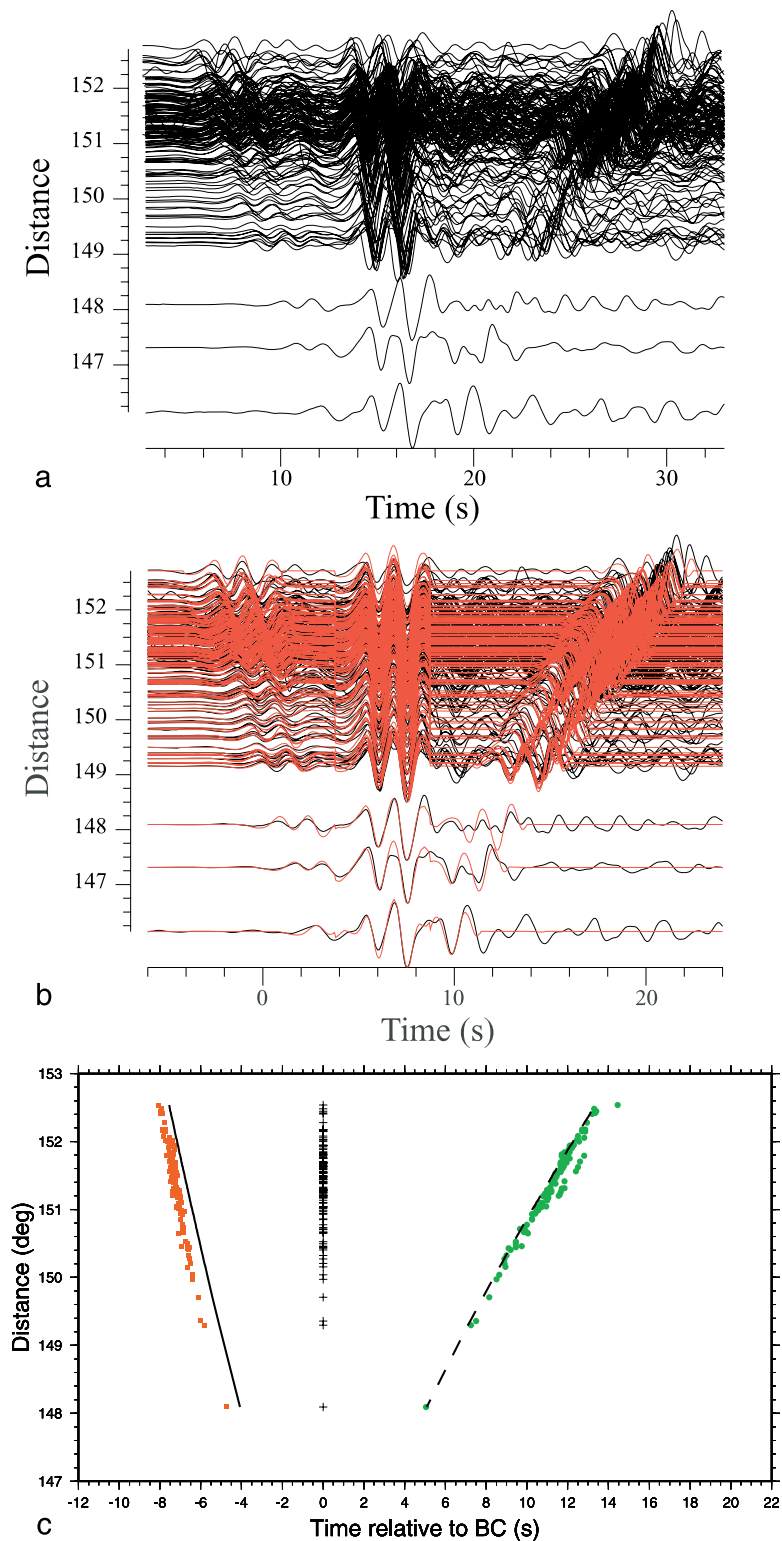 152
151
150
149
148
147
Distance
10 20 30
Time (s)
a
152
151
150
149
148
147
Distance
0 10 20
Time (s)
b
153
152
151
150
149
148
147
Distance (deg)
-12 -10 -8 -6 -4 -2 0 2 4 6 8 10 12 14 16 18 20 22
Time relative to BC (s)
c